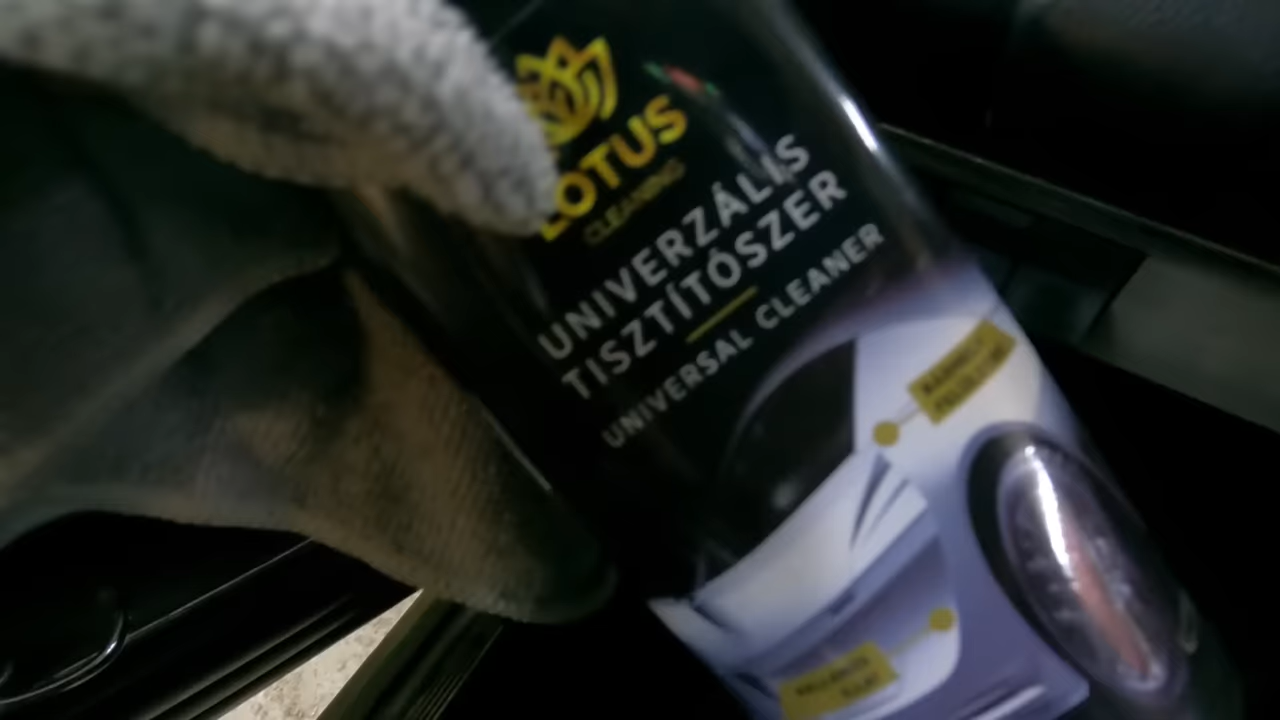 LOTUS
CLEANING
UNIVERZÁLIS
TISZTÍTÓSZER
UNIVERSAL CLEANER